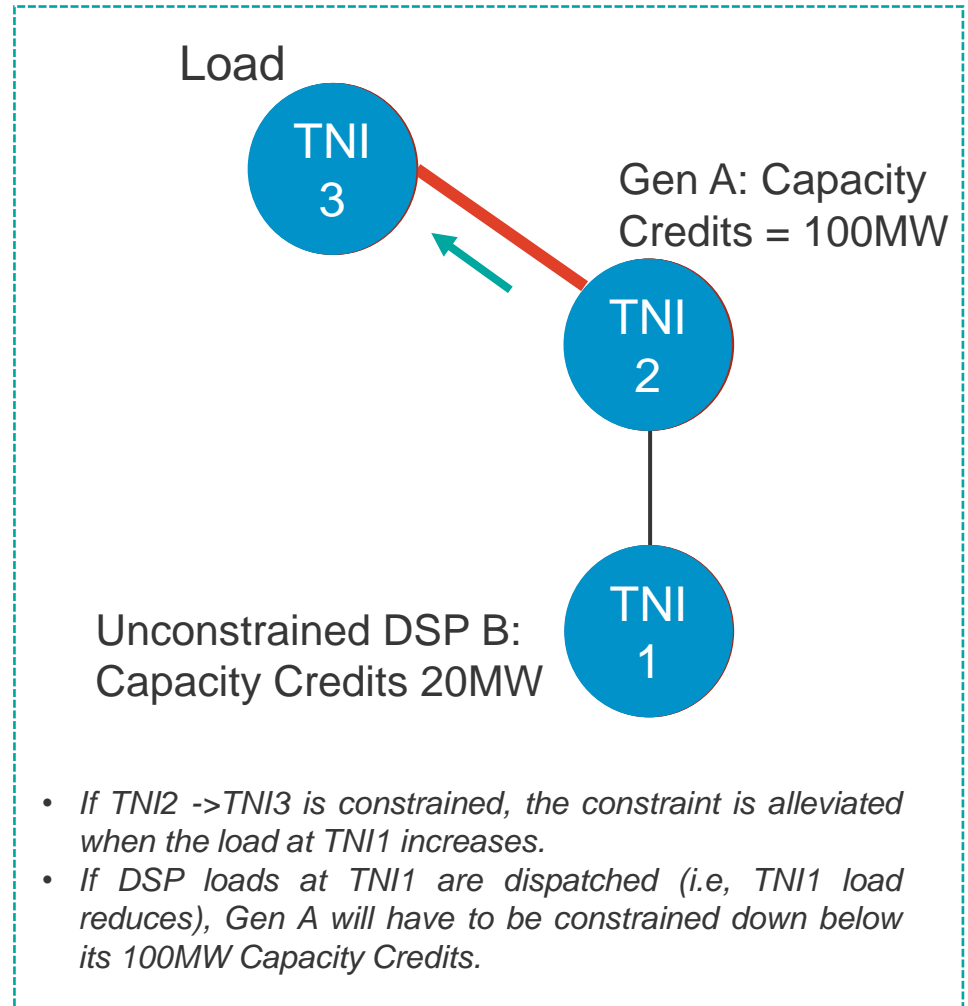 Load
TNI
3
Gen A: Capacity
Credits = 100MW
TNI
2
Unconstrained DSP B:
Capacity Credits 20MW
TNI
1
• If TNI2 ->TNI3 is constrained, the constraint is alleviated
when the load at TNI1 increases.
• If DSP loads at TNI1 are dispatched (i.e, TNI1 load
reduces), Gen A will have to be constrained down below
its 100MW Capacity Credits.